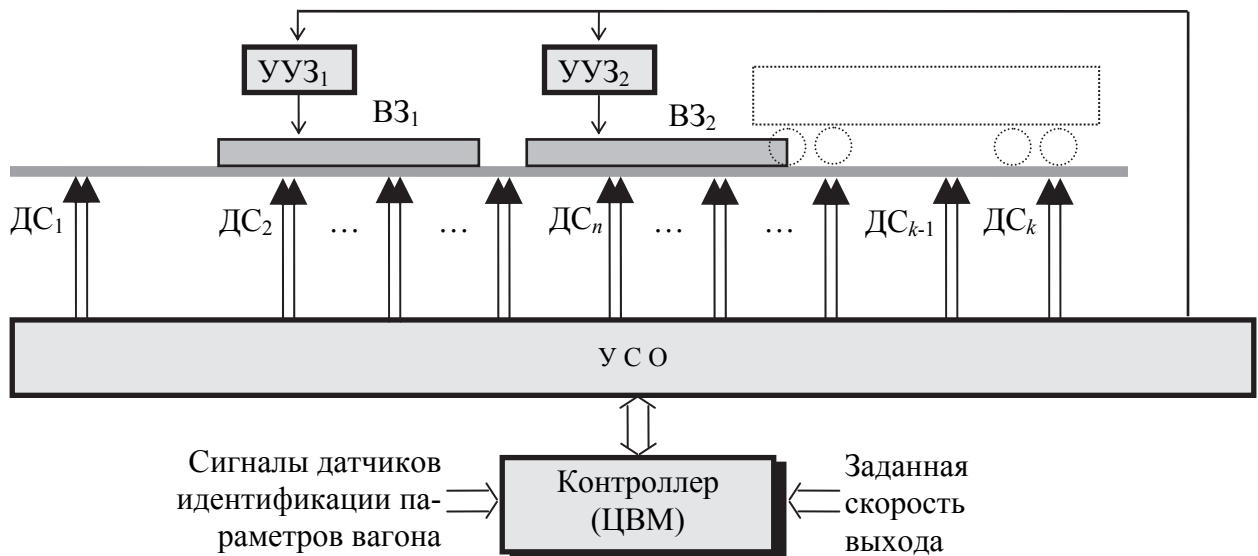 УУЗ₁ УУЗ₂
ВЗ₁ ВЗ₂
ДС₁ ДС₂ … … ДСₙ … … ДСₖ₋₁ ДСₖ
У С О
Сигналы датчиков
идентификации па-
раметров вагона
Контроллер
(ЦВМ)
Заданная
скорость
выхода